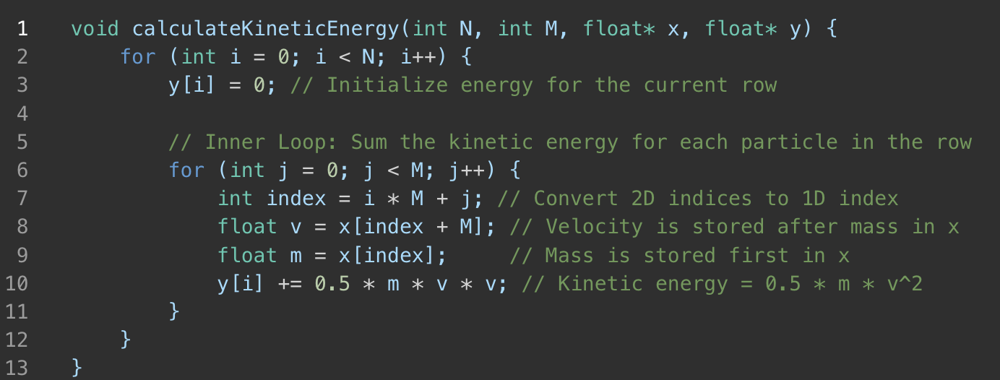 1 void calculateKineticEnergy(int N, int M, float* x, float* y) {
2 for (int i = 0; i < N; i++) {
3 y[i] = 0; // Initialize energy for the current row
4
5 // Inner Loop: Sum the kinetic energy for each particle in the row
6 for (int j = 0; j < M; j++) {
7 int index = i * M + j; // Convert 2D indices to 1D index
8 float v = x[index + M]; // Velocity is stored after mass in x
9 float m = x[index]; // Mass is stored first in x
10 y[i] += 0.5 * m * v * v; // Kinetic energy = 0.5 * m * v^2
11 }
12 }
13 }